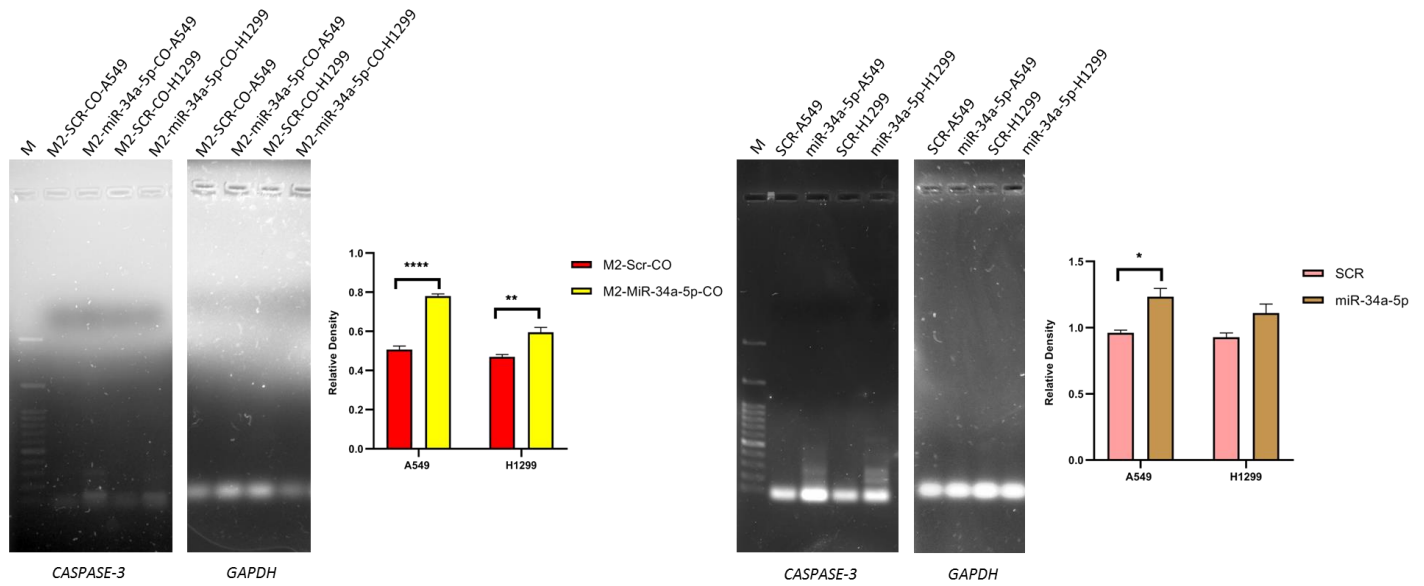 M
M2-SCR-CO-A549
M2-miR-34a-5p-CO-A549
M2-SCR-CO-H1299
M2-miR-34a-5p-CO-H1299
M2-SCR-CO-A549
M2-miR-34a-5p-CO-A549
M2-SCR-CO-H1299
M2-miR-34a-5p-CO-H1299
CASPASE-3
GAPDH
Relative Density
1.0
0.8
0.6
0.4
0.2
0.0
****
**
A549
H1299
M2-Scr-CO
M2-MiR-34a-5p-CO
M
SCR-A549
miR-34a-5p-A549
SCR-H1299
miR-34a-5p-H1299
SCR-A549
miR-34a-5p-A549
SCR-H1299
miR-34a-5p-H1299
CASPASE-3
GAPDH
Relative Density
1.5
1.0
0.5
0.0
*
A549
H1299
SCR
miR-34a-5p